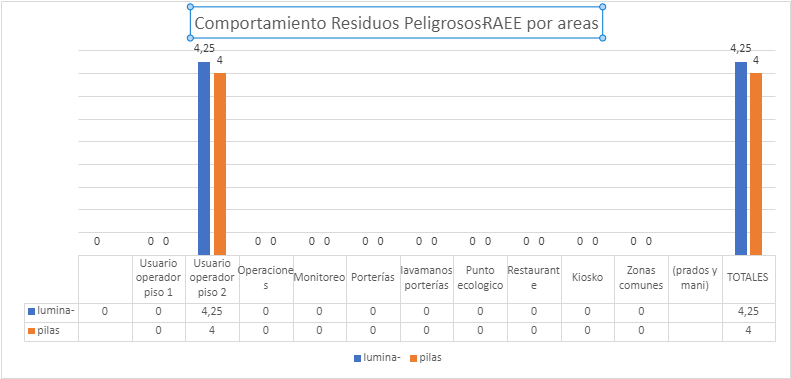 Comportamiento Residuos PeligrososRAEE por areas
4,25 4,25
4 4
0 0 0 0 0 0 0 0 0 0 0 0 0 0 0 0 0 0 0
Usuario operador piso 1 Usuario operador piso 2 Operaciones Monitoreo Porterías lavamanos porterías Punto ecologico Restaurante Kiosko Zonas comunes (prados y mani) TOTALES
lumina- 0 0 4,25 0 0 0 0 0 0 0 0 4,25
pilas 0 4 0 0 0 0 0 0 0 0 4
lumina- pilas